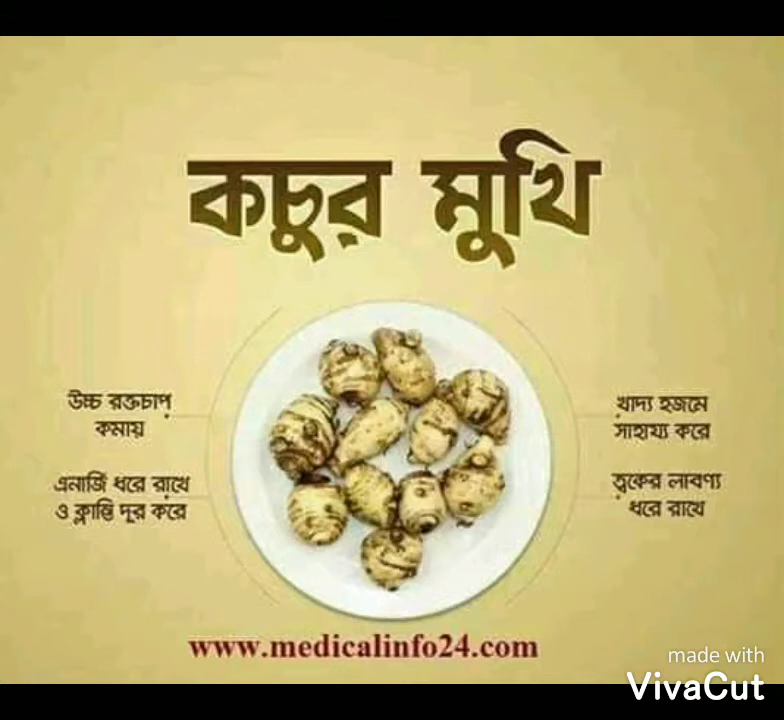 কচুর মুখি
উচ্চ রক্তচাপ
কমায়
এনার্জি ধরে রাখে
ও ক্লান্তি দূর করে
খাদ্য হজমে
সাহায্য করে
ত্বকের লাবণ্য
ধরে রাখে
www.medicalinfo24.com
made with
VivaCut